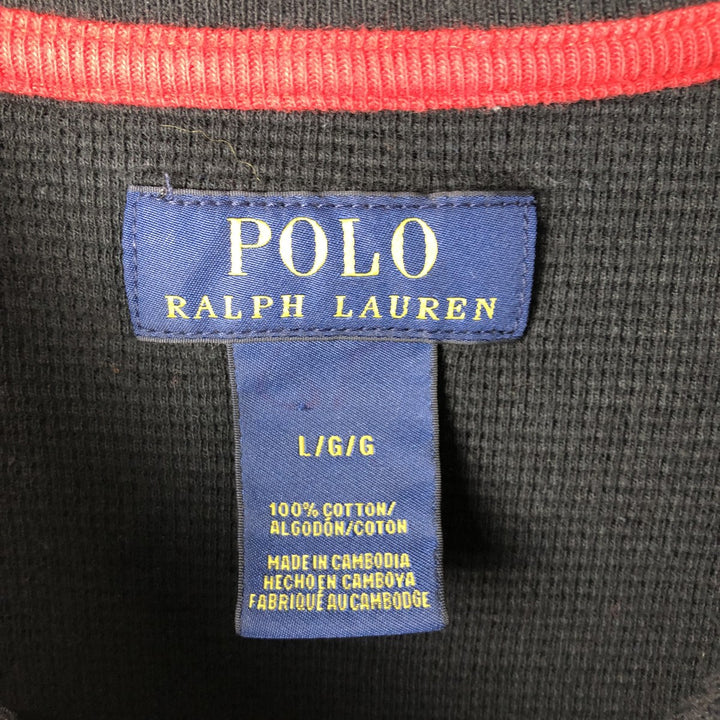 POLO
RALPH LAUREN
L/G/G
100% COTTON/
ALGODÓN/COTON
MADE IN CAMBODIA
HECHO EN CAMBOYA
FABRIQUÉ AU CAMBODGE